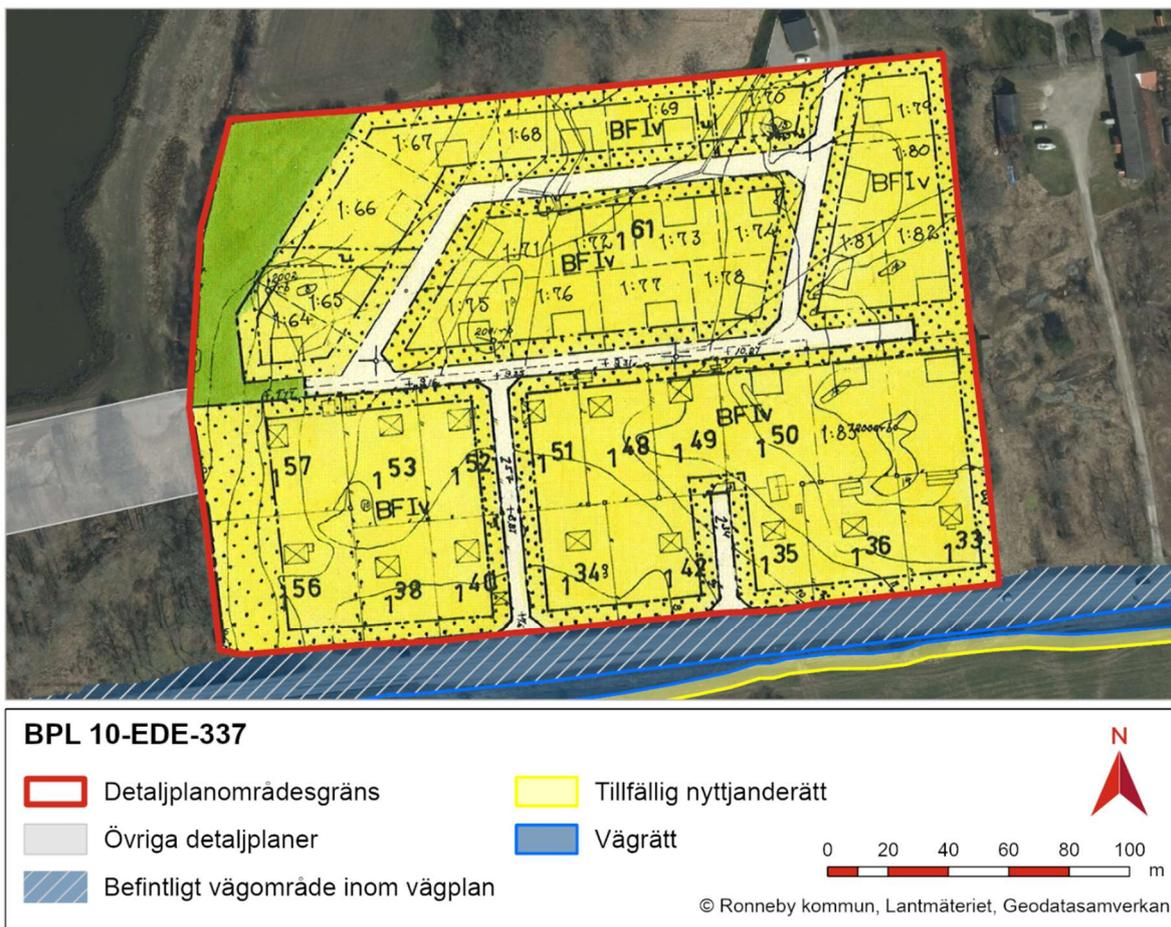 1:67
1:68
BFIv
1:69
1:70
1:79
1:80
BFIv
1:66
1:71
1:72
1 61
1:73
1:74
BFIv
1:81
1:82
1:65
1:64
1:75
1:76
1:77
1:78
BFIv
1 57
1 53
1 52
1 51
1 48
1 49
1 50
1:83
BFIv
1 56
1 38
1 40
1 34
1 42
1 35
1 36
1 33
BPL 10-EDE-337
Detaljplanområdesgräns
Övriga detaljplaner
Befintligt vägområde inom vägplan
Tillfällig nyttjanderätt
Vägrätt
N
0 20 40 60 80 100
m
© Ronneby kommun, Lantmäteriet, Geodatasamverkan